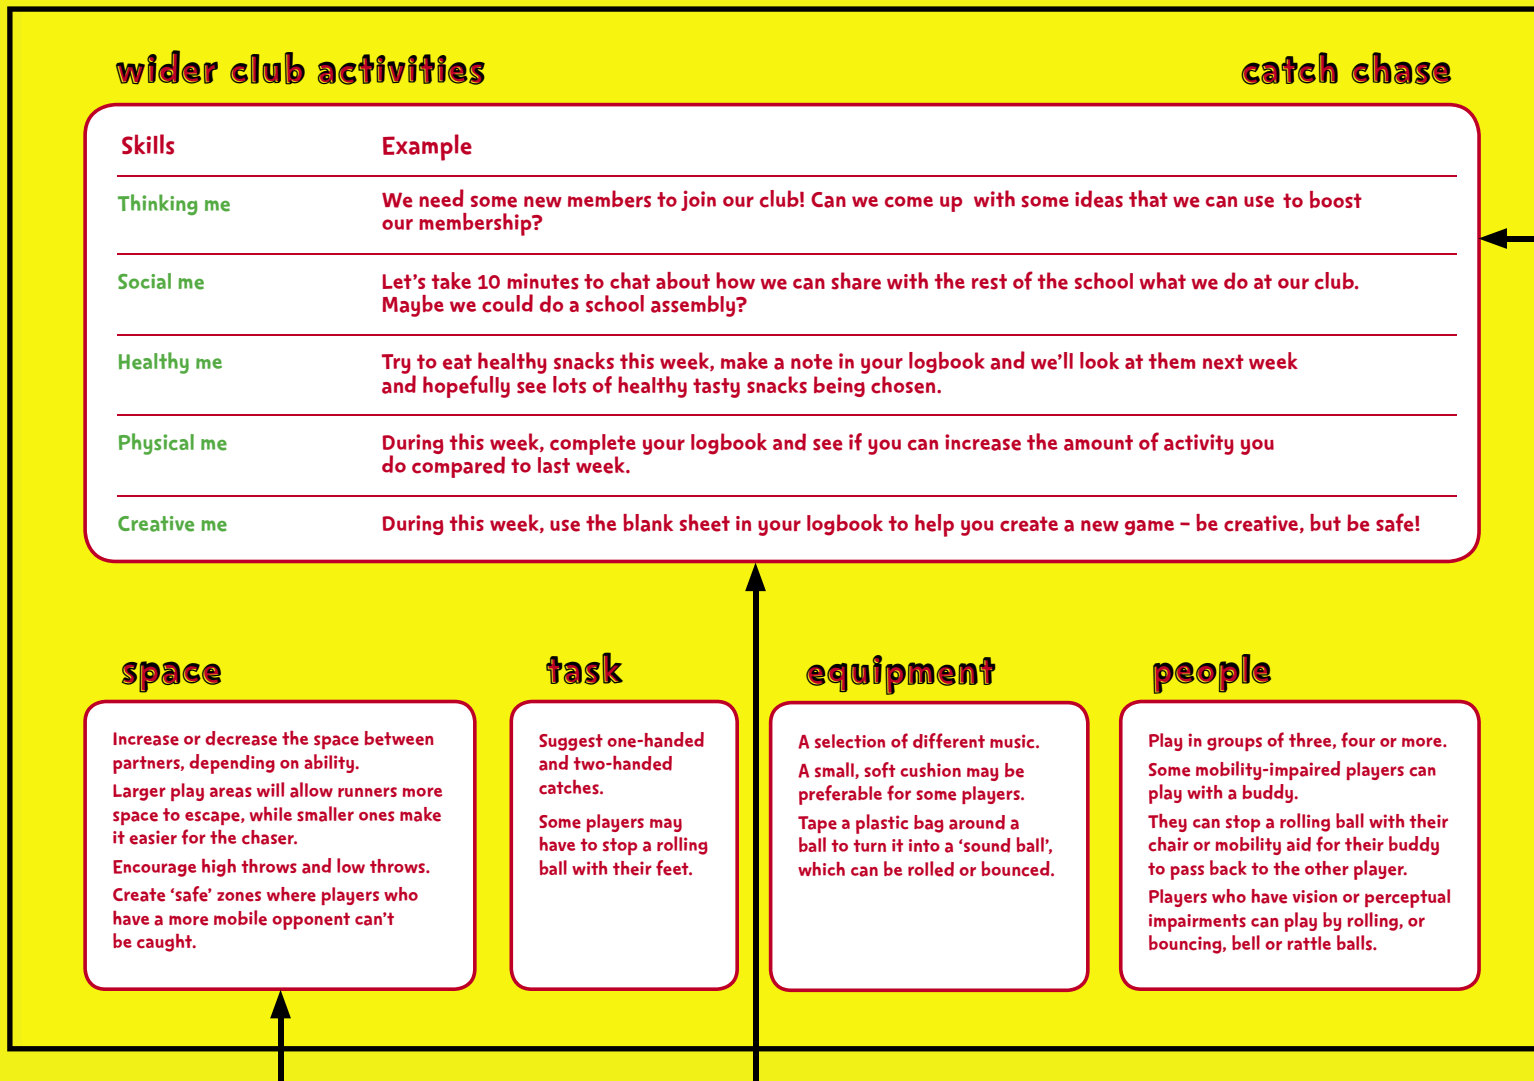 wider club activities
catch chase
Skills
Example
Thinking me
We need some new members to join our club! Can we come up with some ideas that we can use to boost
our membership?
Social me
Let's take 10 minutes to chat about how we can share with the rest of the school what we do at our club.
Maybe we could do a school assembly?
Healthy me
Try to eat healthy snacks this week, make a note in your logbook and we'll look at them next week
and hopefully see lots of healthy tasty snacks being chosen.
Physical me
During this week, complete your logbook and see if you can increase the amount of activity you
do compared to last week.
Creative me
During this week, use the blank sheet in your logbook to help you create a new game – be creative, but be safe!
space
Increase or decrease the space between
partners, depending on ability.
Larger play areas will allow runners more
space to escape, while smaller ones make
it easier for the chaser.
Encourage high throws and low throws.
Create ‘safe’ zones where players who
have a more mobile opponent can't
be caught.
task
Suggest one-handed
and two-handed
catches.
Some players may
have to stop a rolling
ball with their feet.
equipment
A selection of different music.
A small, soft cushion may be
preferable for some players.
Tape a plastic bag around a
ball to turn it into a ‘sound ball’,
which can be rolled or bounced.
people
Play in groups of three, four or more.
Some mobility-impaired players can
play with a buddy.
They can stop a rolling ball with their
chair or mobility aid for their buddy
to pass back to the other player.
Players who have vision or perceptual
impairments can play by rolling, or
bouncing, bell or rattle balls.